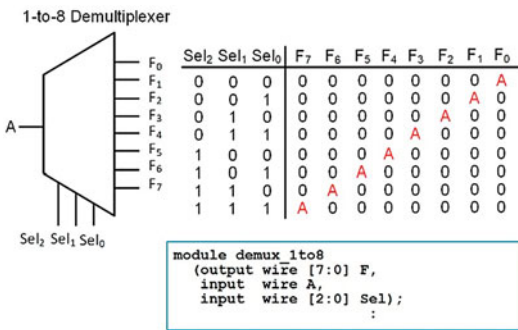 1-to-8 Demultiplexer
A
F₀
F₁
F₂
F₃
F₄
F₅
F₆
F₇
Sel₂ Sel₁ Sel₀
Sel₂ Sel₁ Sel₀ F₇ F₆ F₅ F₄ F₃ F₂ F₁ F₀
0 0 0 0 0 0 0 0 0 0 A
0 0 1 0 0 0 0 0 0 A 0
0 1 0 0 0 0 0 0 A 0 0
0 1 1 0 0 0 0 A 0 0 0
1 0 0 0 0 0 A 0 0 0 0
1 0 1 0 0 A 0 0 0 0 0
1 1 0 0 A 0 0 0 0 0 0
1 1 1 A 0 0 0 0 0 0 0
module demux_1to8
(output wire [7:0] F,
input wire A,
input wire [2:0] Sel);
: